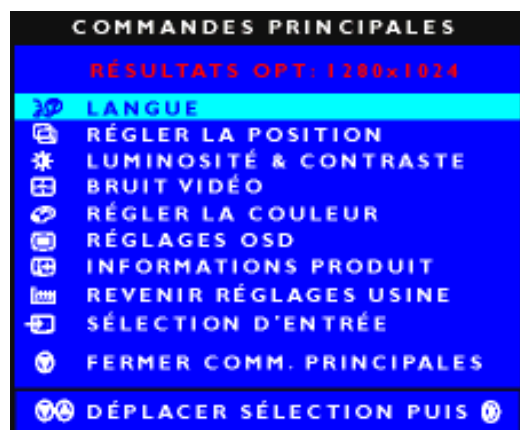 COMMANDES PRINCIPALES
RÉSULTATS OPT: 1280x1024
LANGUE
RÉGLER LA POSITION
LUMINOSITÉ & CONTRASTE
BRUIT VIDÉO
RÉGLER LA COULEUR
RÉGLAGES OSD
INFORMATIONS PRODUIT
REVENIR RÉGLAGES USINE
SÉLECTION D'ENTRÉE
FERMER COMM. PRINCIPALES
DÉPLACER SÉLECTION PUIS